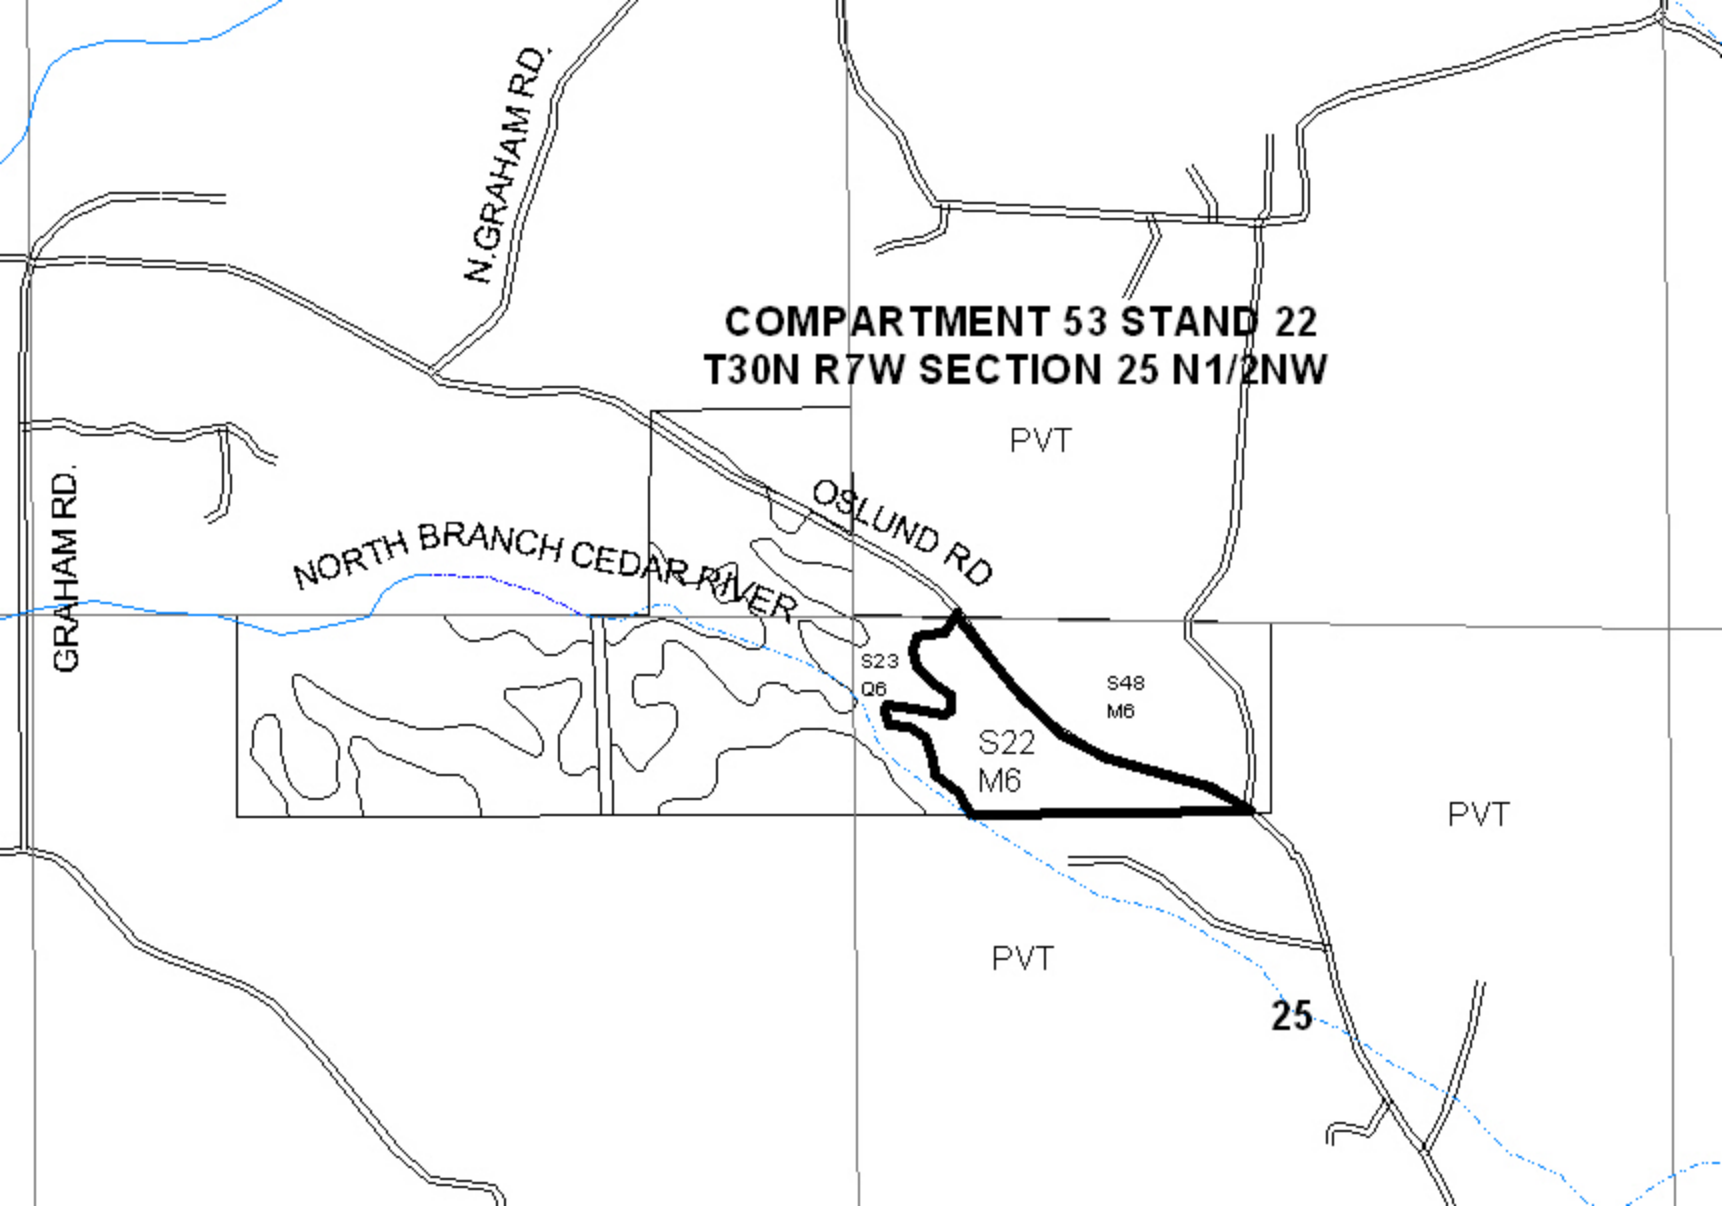 N.GRAHAM RD.
COMPARTMENT 53 STAND 22
T30N R7W SECTION 25 N1/2NW
PVT
GRAHAM RD.
OSLUND RD
NORTH BRANCH CEDAR RIVER
S23
Q6
S48
M6
S22
M6
PVT
PVT
25